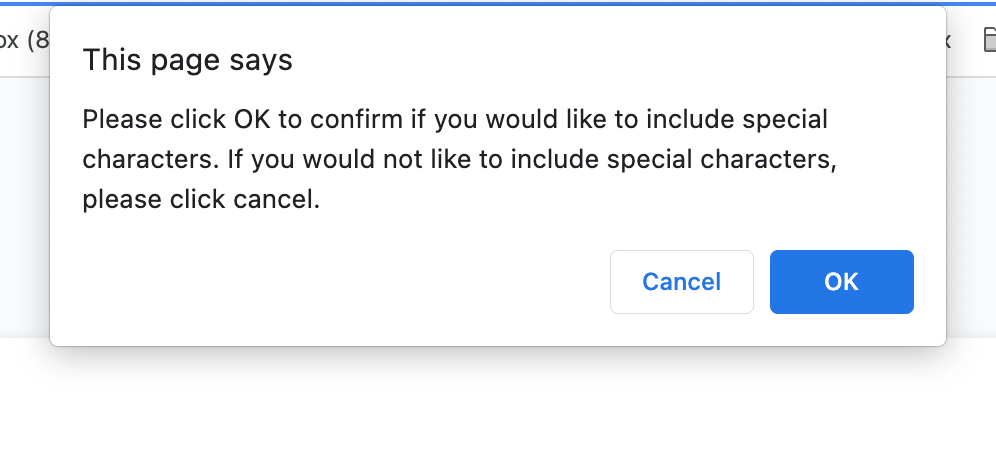 ox (8
x
This page says
Please click OK to confirm if you would like to include special
characters. If you would not like to include special characters,
please click cancel.
Cancel
OK